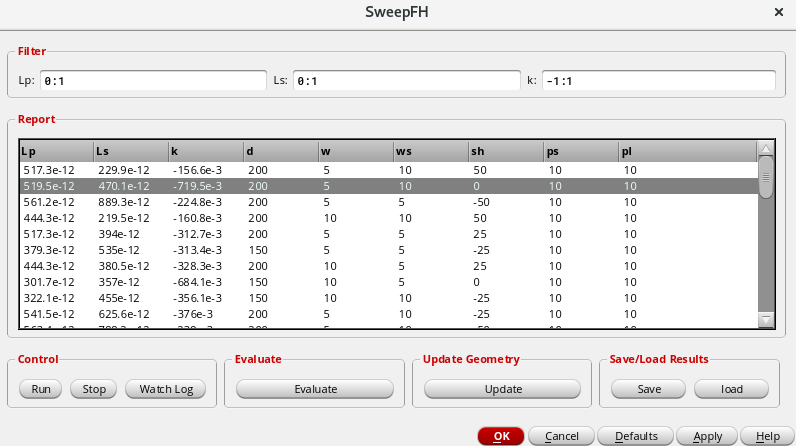 SweepFH
Filter
Lp: 0:1 Ls: 0:1 k: -1:1
Report
Lp Ls k d w ws sh ps pl
517.3e-12 229.9e-12 -156.6e-3 200 5 10 50 10 10
519.5e-12 470.1e-12 -719.5e-3 200 5 10 0 10 10
561.2e-12 889.3e-12 -224.8e-3 200 5 5 -50 10 10
444.3e-12 219.5e-12 -160.8e-3 200 10 10 50 10 10
517.3e-12 394e-12 -312.7e-3 200 5 5 25 10 10
379.3e-12 535e-12 -313.4e-3 150 5 5 -25 10 10
444.3e-12 380.5e-12 -328.3e-3 200 10 5 25 10 10
301.7e-12 357e-12 -684.1e-3 150 10 5 0 10 10
322.1e-12 455e-12 -356.1e-3 150 10 10 -25 10 10
541.5e-12 625.6e-12 -376e-3 200 5 10 -25 10 10
Control Evaluate Update Geometry Save/Load Results
Run Stop Watch Log Evaluate Update Save load
OK Cancel Defaults Apply Help